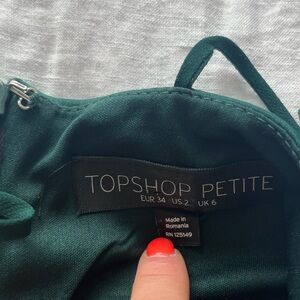 TOPSHOP PETITE
EUR 34 | US 2 | UK 6
Made in
Romania
RN 125149